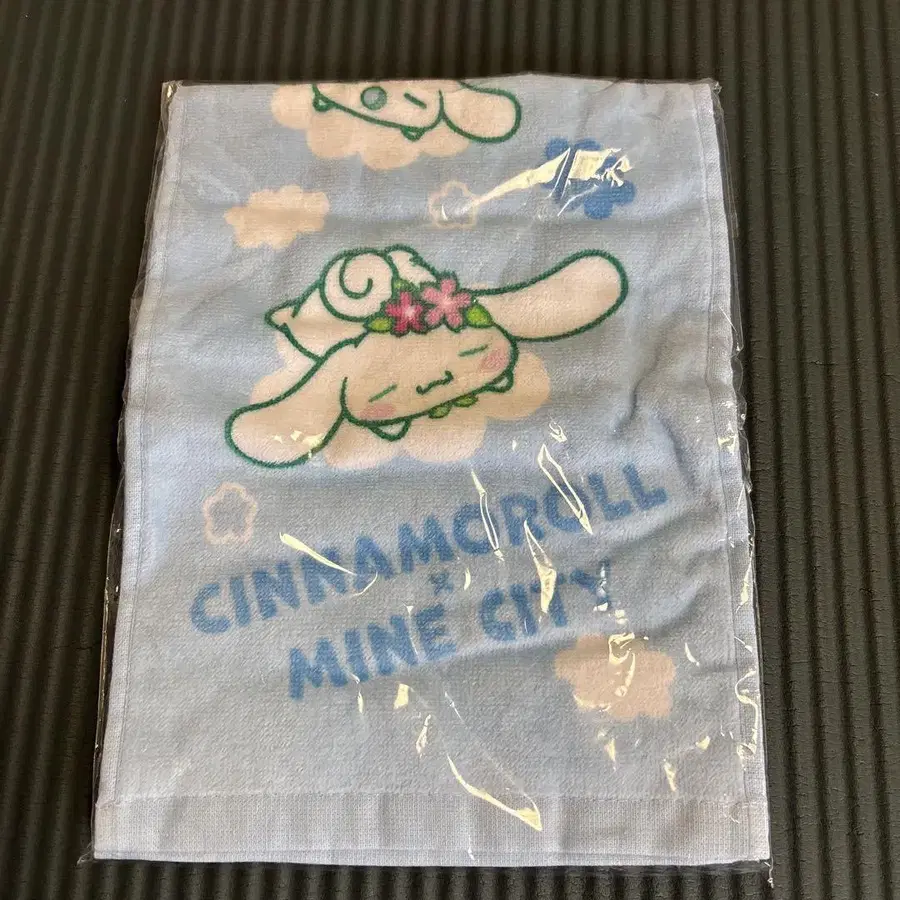 CINNAMOROLL
×
MINE CITY